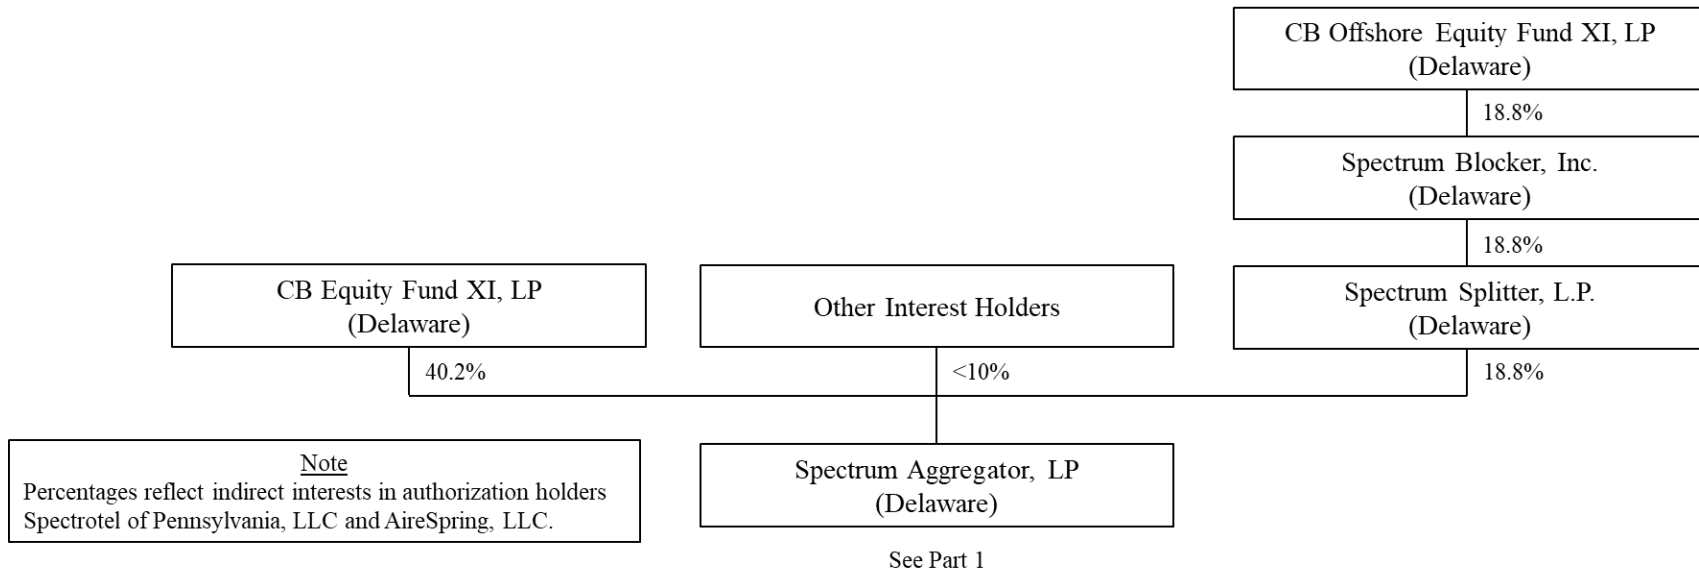 CB Offshore Equity Fund XI, LP
(Delaware)
18.8%
Spectrum Blocker, Inc.
(Delaware)
18.8%
CB Equity Fund XI, LP
(Delaware)
Other Interest Holders
Spectrum Splitter, L.P.
(Delaware)
40.2%
<10%
18.8%
Note
Percentages reflect indirect interests in authorization holders
Spectrotel of Pennsylvania, LLC and AireSpring, LLC.
Spectrum Aggregator, LP
(Delaware)
See Part 1